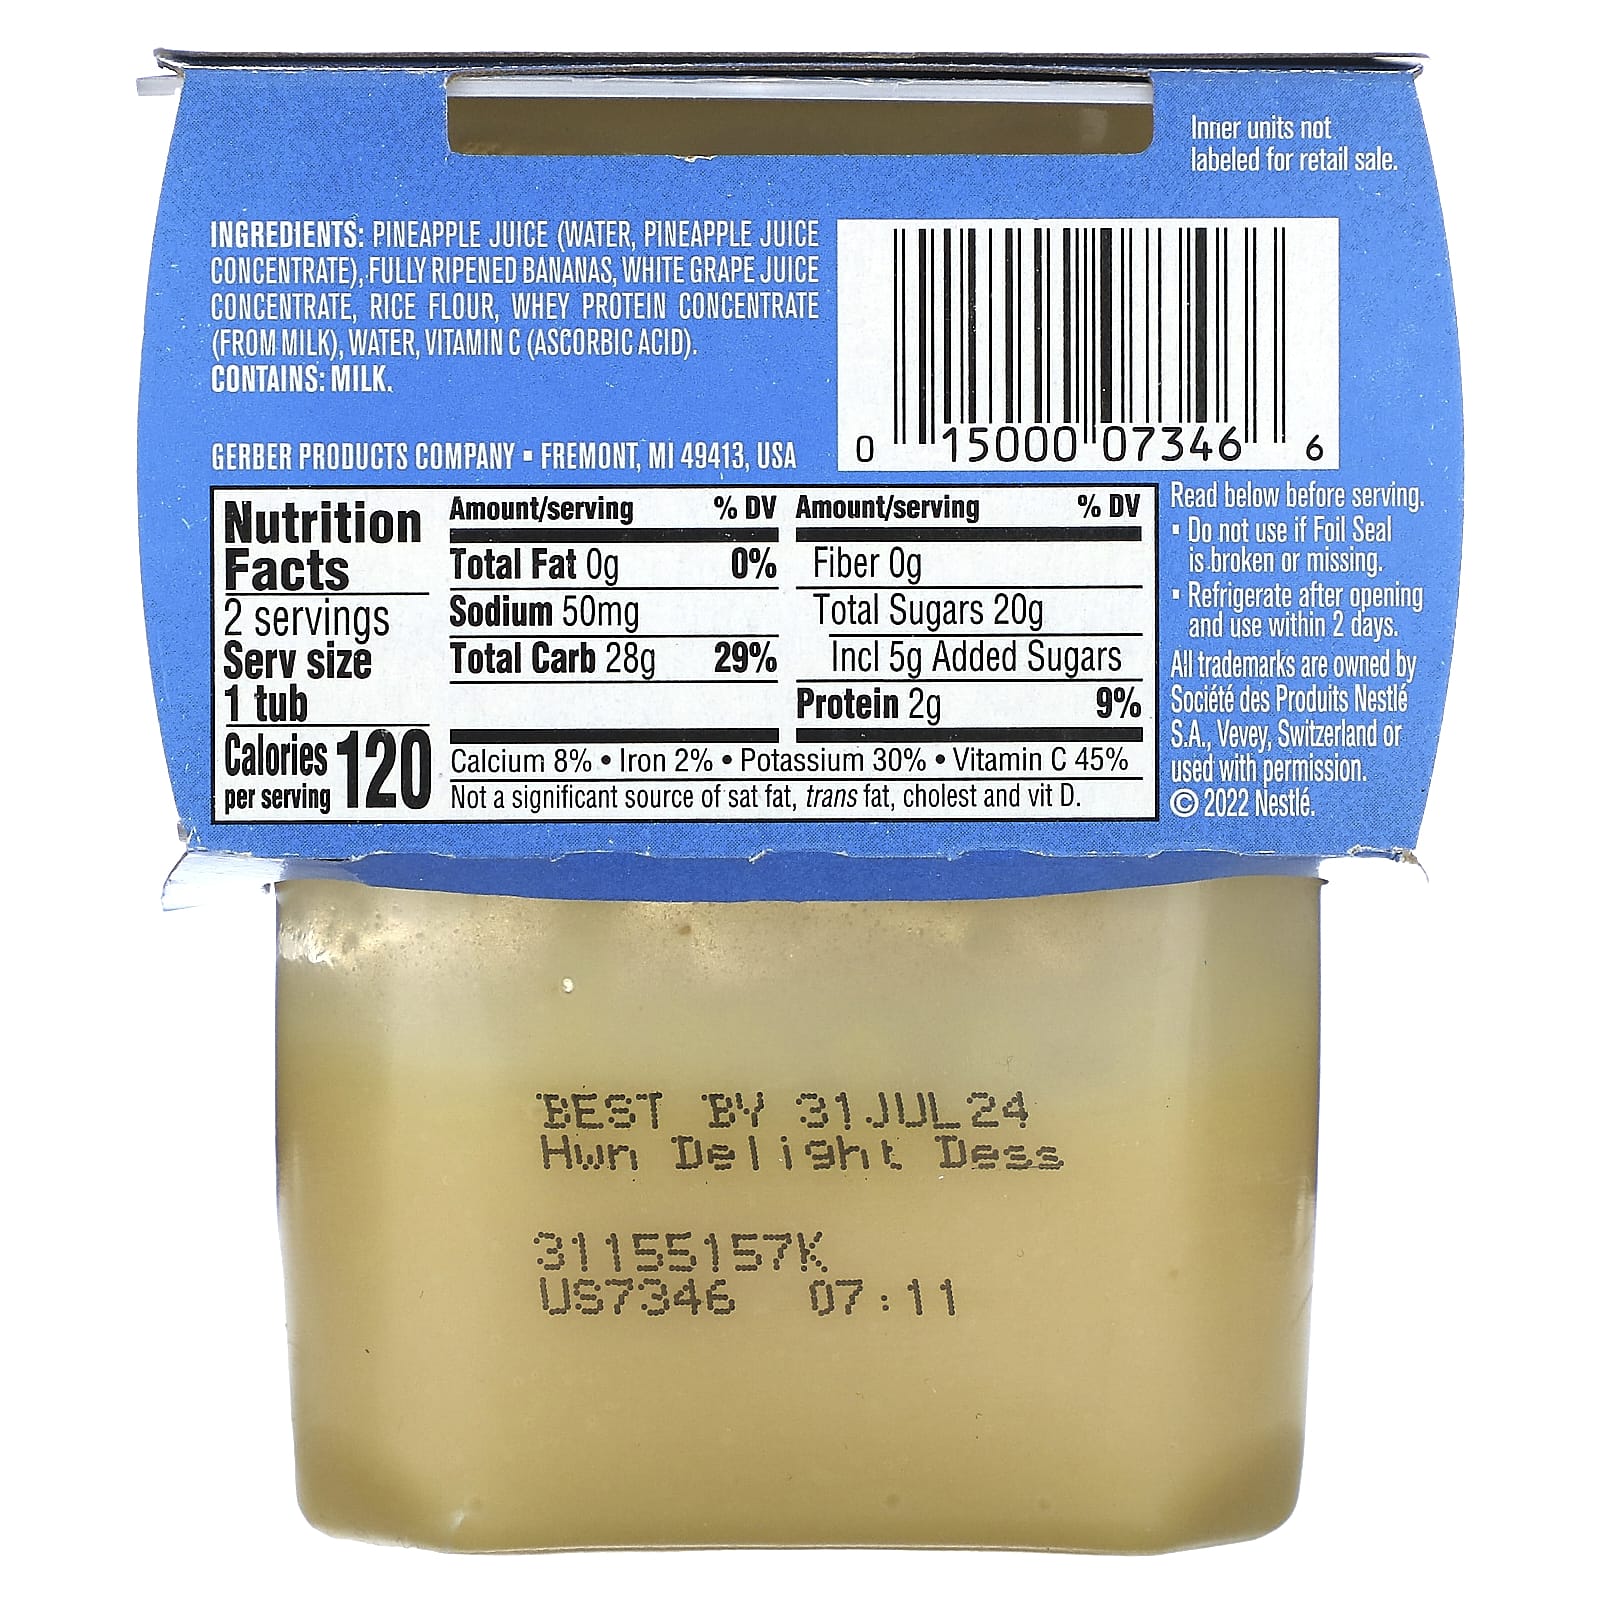 Inner units not
labeled for retail sale.
INGREDIENTS: PINEAPPLE JUICE (WATER, PINEAPPLE JUICE
CONCENTRATE), FULLY RIPENED BANANAS, WHITE GRAPE JUICE
CONCENTRATE, RICE FLOUR, WHEY PROTEIN CONCENTRATE
(FROM MILK), WATER, VITAMIN C (ASCORBIC ACID).
CONTAINS: MILK.
GERBER PRODUCTS COMPANY ▪ FREMONT, MI 49413, USA
0 15000 07346 6
Nutrition
Facts
2 servings
Serv size
1 tub
Calories
per serving 120
Amount/serving % DV
Total Fat 0g 0%
Sodium 50mg
Total Carb 28g 29%
Amount/serving % DV
Fiber 0g
Total Sugars 20g
Incl 5g Added Sugars
Protein 2g 9%
Calcium 8% • Iron 2% • Potassium 30% • Vitamin C 45%
Not a significant source of sat fat, trans fat, cholest and vit D.
Read below before serving.
▪ Do not use if Foil Seal
is broken or missing.
▪ Refrigerate after opening
and use within 2 days.
All trademarks are owned by
Société des Produits Nestlé
S.A., Vevey, Switzerland or
used with permission.
© 2022 Nestlé.
BEST BY 31JUL24
Hwn Delight Dess
31155157K
US7346 07:11